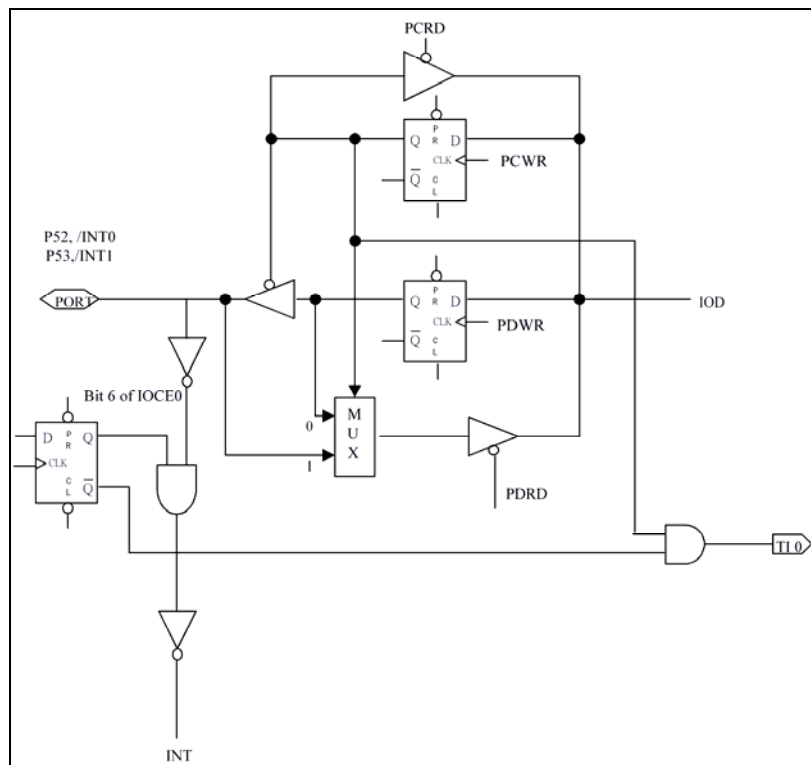 PCRD
P
R
Q D
CLK
PCWR
Q
C
L
P52, /INT0
P53,/INT1
PORT
P
R
Q D
CLK
PDWR
Q
C
L
IOD
Bit 6 of IOCE0
M
U
X
0
1
PDRD
D P Q
R
CLK
C
L Q
TI 0
INT